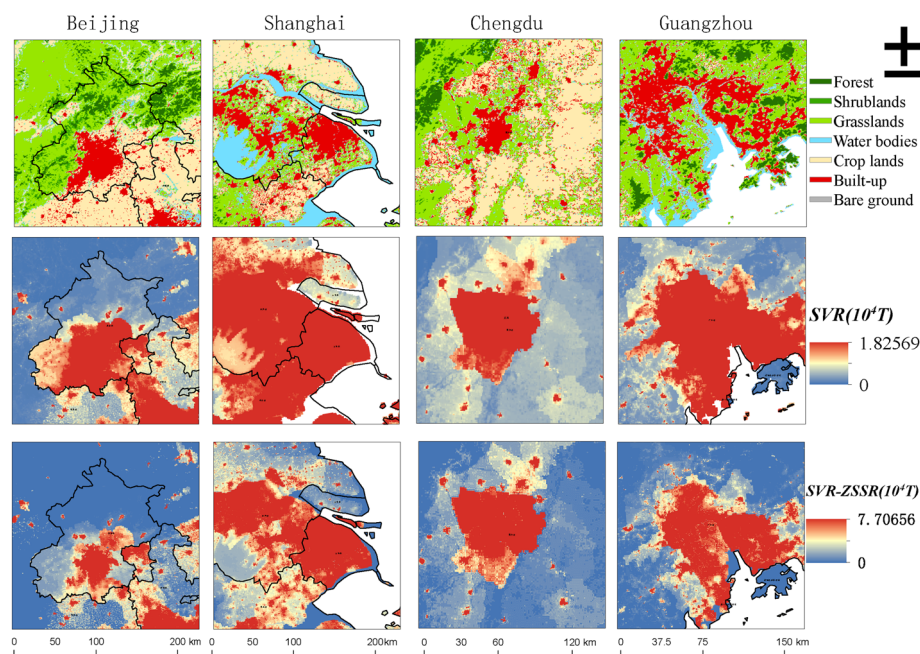 Beijing
Shanghai
Chengdu
Guangzhou
Forest
Shrublands
Grasslands
Water bodies
Crop lands
Built-up
Bare ground
SVR(10⁴T)
1.82569
0
SVR-ZSSR(10⁴T)
7.70656
0
0 50 100 200 km
0 50 100 200km
0 30 60 120 km
0 37.5 75 150 km